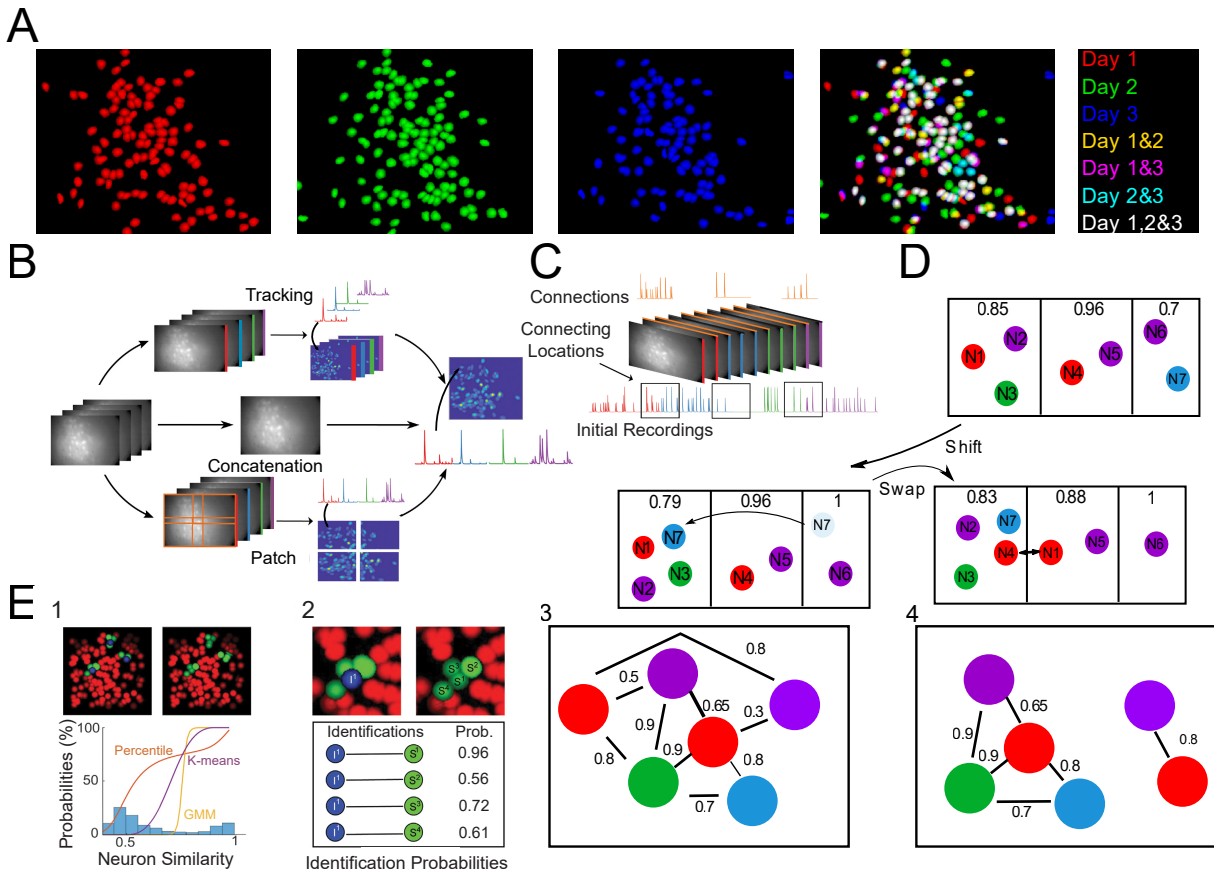 A
Day 1
Day 2
Day 3
Day 1&2
Day 1&3
Day 2&3
Day 1,2&3
B
Tracking
Concatenation
Patch
C
Connections
Connecting
Locations
Initial Recordings
D
0.85 0.96 0.7
N1 N2 N3 N4 N5 N6 N7
Shift
0.79 0.96 1
N1 N7 N2 N3 N4 N5 N7 N6
Swap
0.83 0.88 1
N2 N7 N4 N3 N1 N5 N6
E
1
Probabilities (%)
100
50
0
Percentile
K-means
GMM
0.5 1
Neuron Similarity
2
I1
S3 S2
S1
S4
Identifications Prob.
I1 S1 0.96
I1 S2 0.56
I1 S3 0.72
I1 S4 0.61
Identification Probabilities
3
0.8
0.5
0.65
0.3
0.9
0.8
0.9
0.8
0.7
4
0.65
0.9
0.9
0.8
0.7
0.8